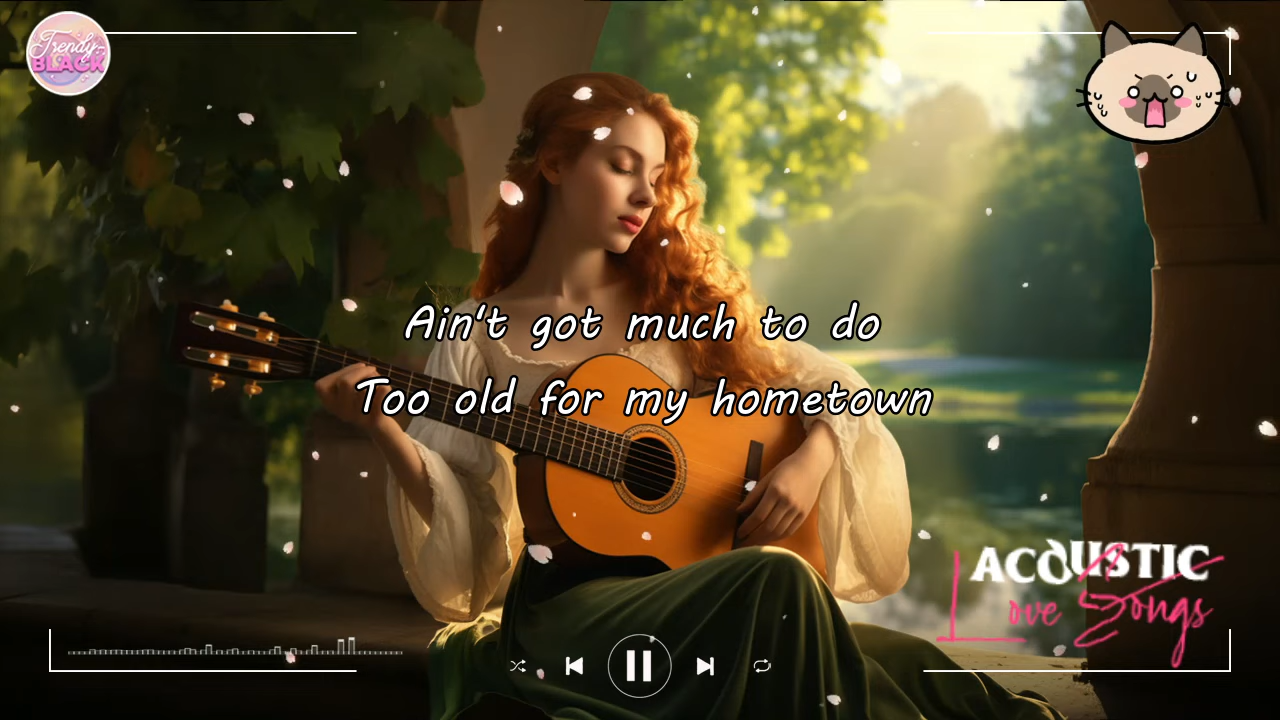 Trendy
BLACK
Ain't got much to do
Too old for my hometown
ACOUSTIC
Love Songs